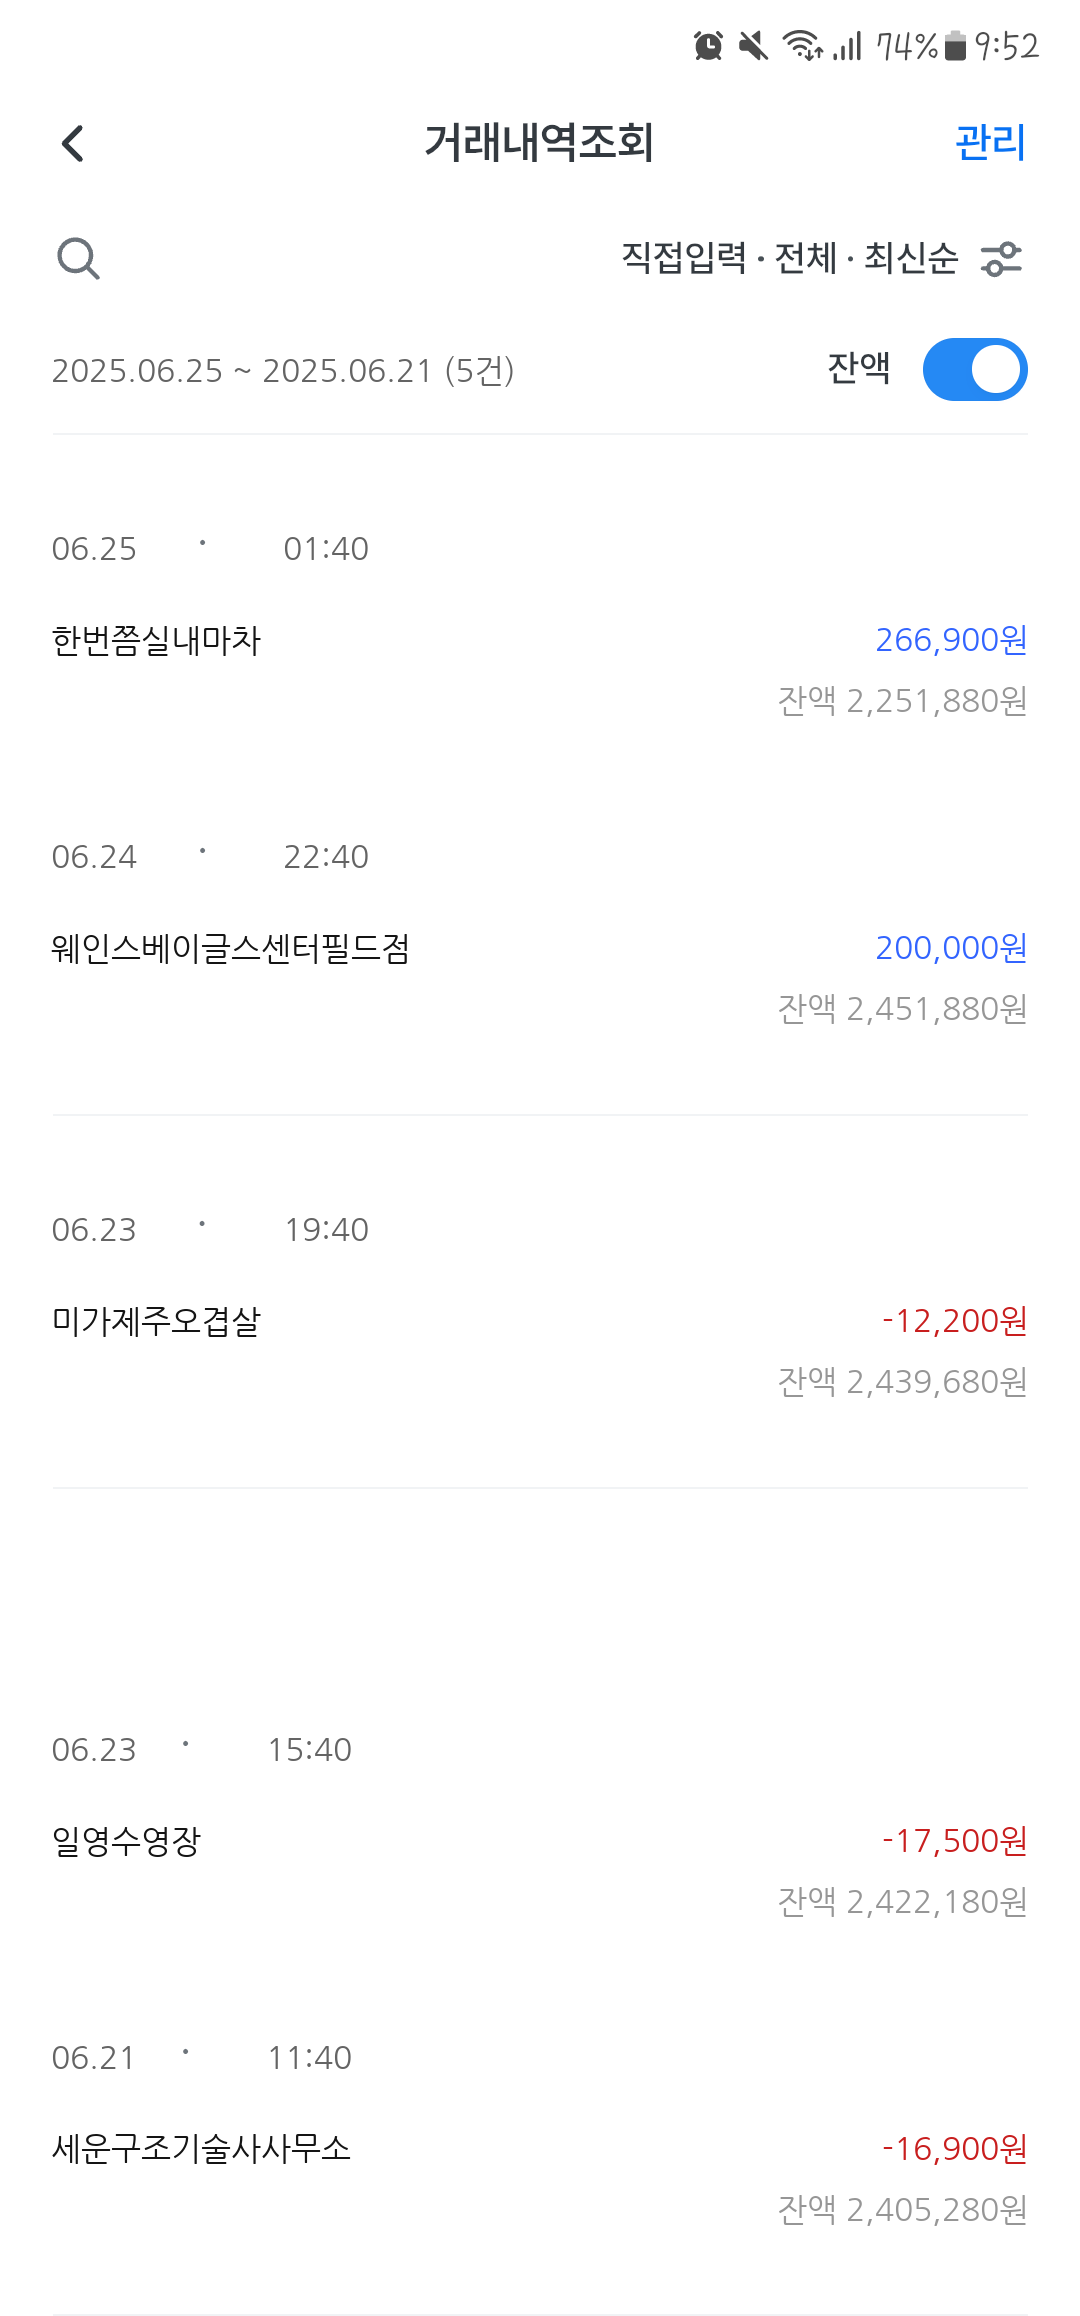 74% 9:52
거래내역조회 관리
직접입력 · 전체 · 최신순
2025.06.25 ~ 2025.06.21 (5건) 잔액
06.25 · 01:40
한번쯤실내마차 266,900원
잔액 2,251,880원
06.24 · 22:40
웨인스베이글스센터필드점 200,000원
잔액 2,451,880원
06.23 · 19:40
미가제주오겹살 -12,200원
잔액 2,439,680원
06.23 · 15:40
일영수영장 -17,500원
잔액 2,422,180원
06.21 · 11:40
세운구조기술사사무소 -16,900원
잔액 2,405,280원